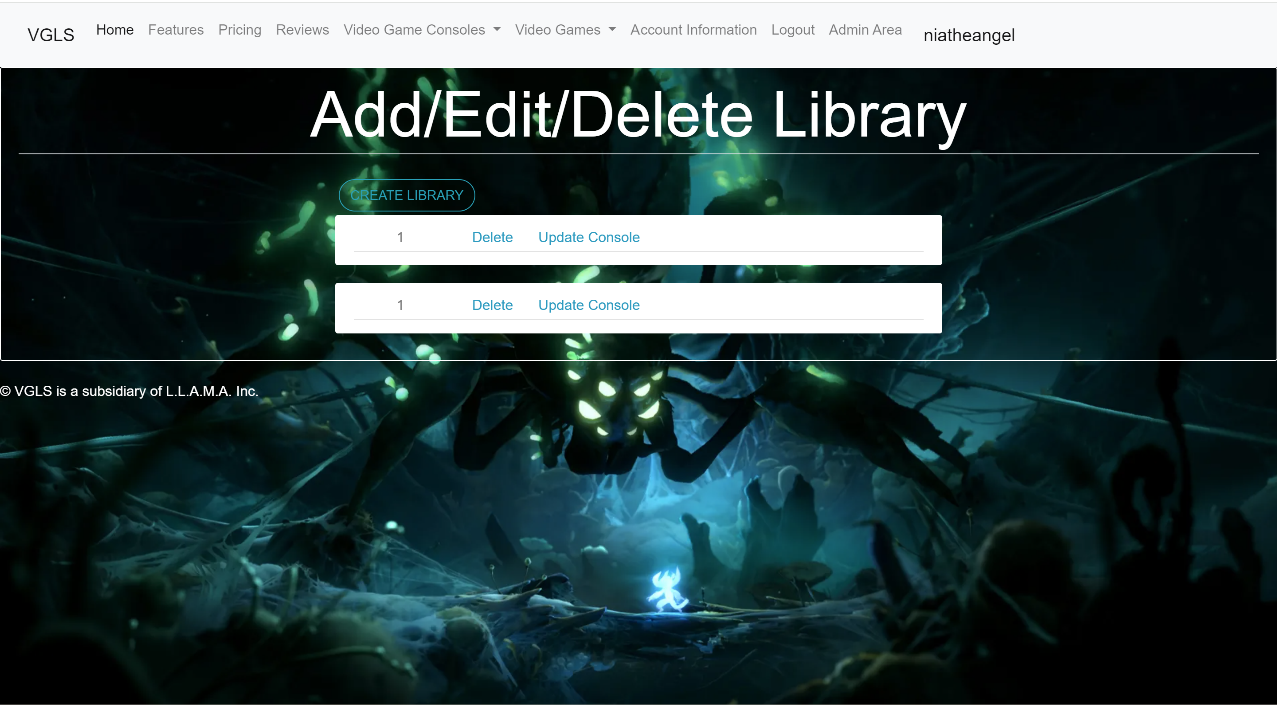 VGLS Home Features Pricing Reviews Video Game Consoles Video Games Account Information Logout Admin Area niatheangel
Add/Edit/Delete Library
CREATE LIBRARY
1 Delete Update Console
1 Delete Update Console
© VGLS is a subsidiary of L.L.A.M.A. Inc.